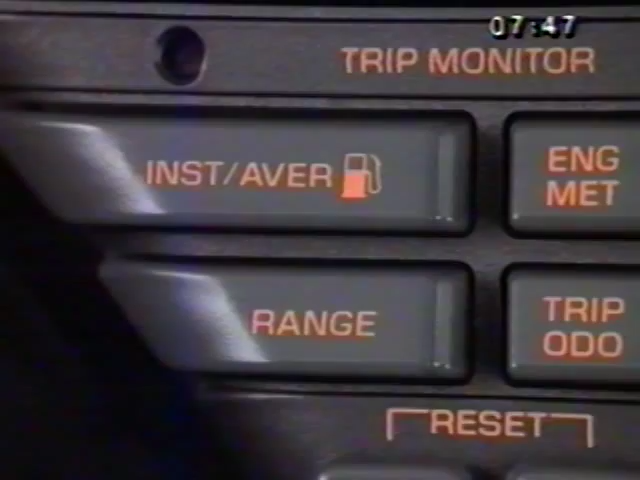 07:47
TRIP MONITOR
INST/AVER
ENG
MET
RANGE
TRIP
ODO
RESET